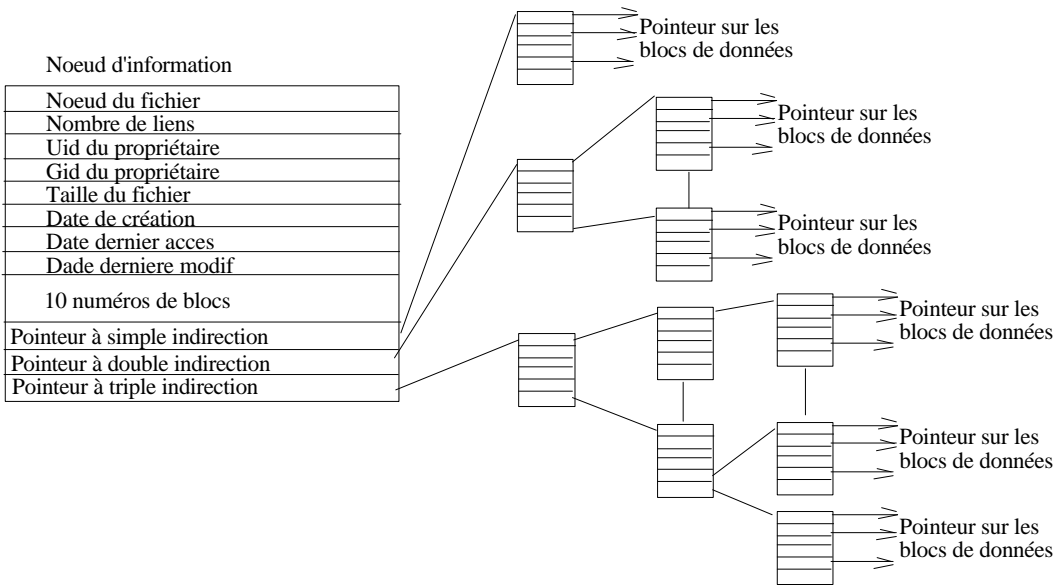 Noeud d'information
Noeud du fichier
Nombre de liens
Uid du propriétaire
Gid du propriétaire
Taille du fichier
Date de création
Date dernier acces
Dade derniere modif
10 numéros de blocs
Pointeur à simple indirection
Pointeur à double indirection
Pointeur à triple indirection
Pointeur sur les
blocs de données
Pointeur sur les
blocs de données
Pointeur sur les
blocs de données
Pointeur sur les
blocs de données
Pointeur sur les
blocs de données
Pointeur sur les
blocs de données